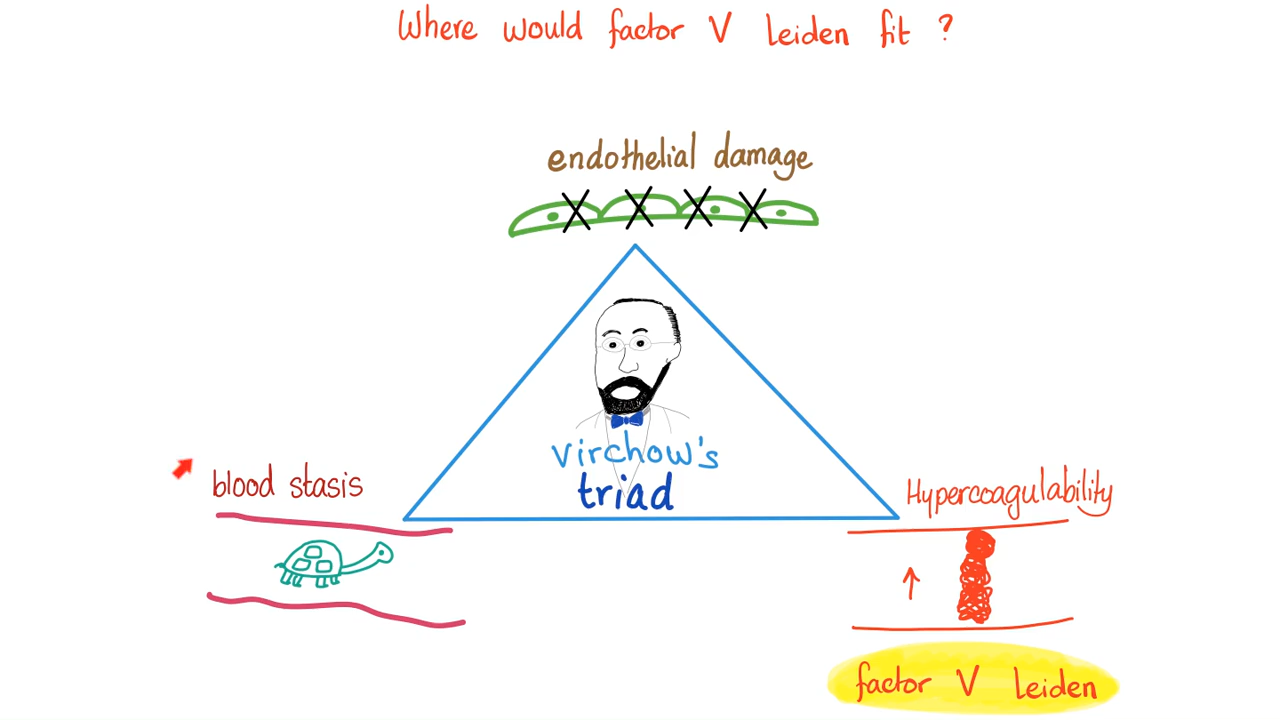 Where would factor V Leiden fit ?
endothelial damage
Virchow's
triad
blood stasis
Hypercoagulability
factor V Leiden